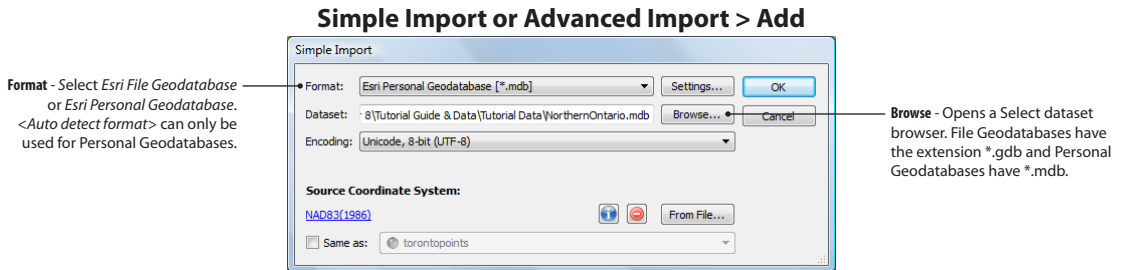 Simple Import or Advanced Import > Add
Simple Import
Format - Select Esri File Geodatabase
or Esri Personal Geodatabase.
<Auto detect format> can only be
used for Personal Geodatabases.
Format: Esri Personal Geodatabase [*.mdb] Settings... OK
Dataset: r 8\Tutorial Guide & Data\Tutorial Data\NorthernOntario.mdb Browse... Cancel
Encoding: Unicode, 8-bit (UTF-8)
Browse - Opens a Select dataset
browser. File Geodatabases have
the extension *.gdb and Personal
Geodatabases have *.mdb.
Source Coordinate System:
NAD83(1986) From File...
Same as: torontopoints